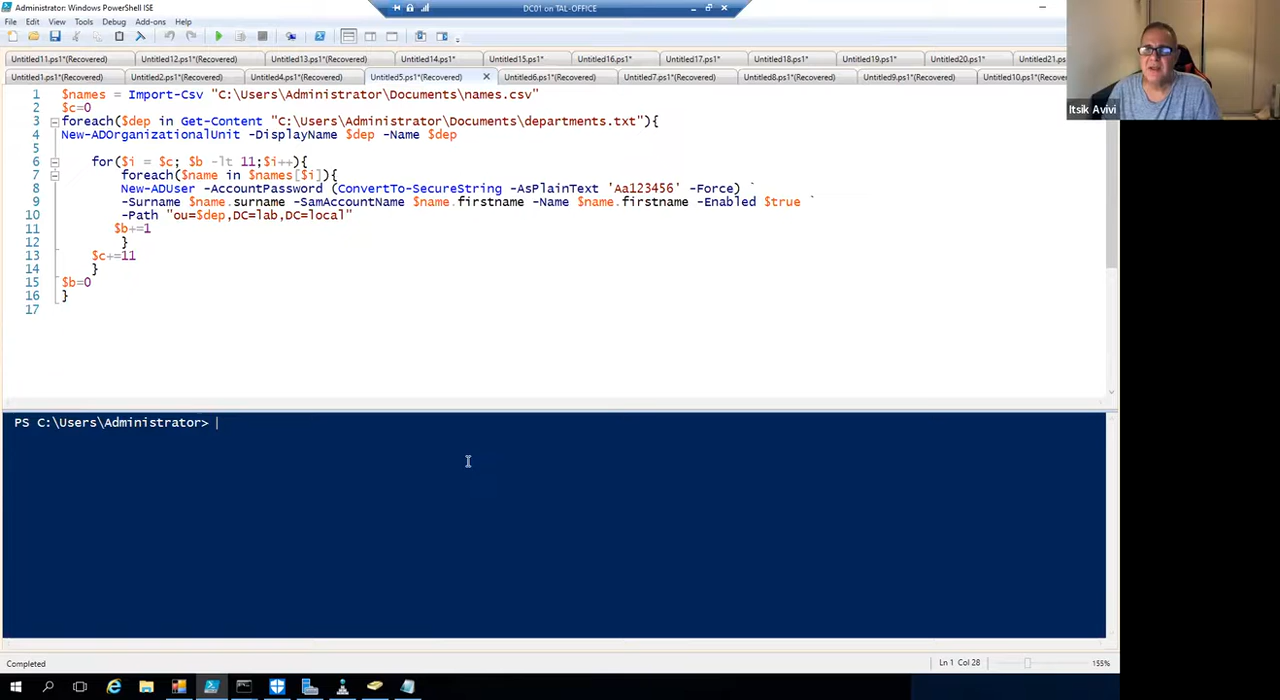 Administrator: Windows PowerShell ISE
DC01 on TAL-OFFICE
File Edit View Tools Debug Add-ons Help
Untitled11.ps1*(Recovered) Untitled12.ps1*(Recovered) Untitled13.ps1*(Recovered) Untitled14.ps1* Untitled15.ps1* Untitled16.ps1* Untitled17.ps1* Untitled18.ps1* Untitled19.ps1* Untitled20.ps1* Untitled21.ps1
Untitled1.ps1*(Recovered) Untitled2.ps1*(Recovered) Untitled4.ps1*(Recovered) Untitled5.ps1*(Recovered) Untitled6.ps1*(Recovered) Untitled7.ps1*(Recovered) Untitled8.ps1*(Recovered) Untitled9.ps1*(Recovered) Untitled10.ps1*(Recov
Itsik Avivi
1 $names = Import-Csv "C:\Users\Administrator\Documents\names.csv"
2 $c=0
3 foreach($dep in Get-Content "C:\Users\Administrator\Documents\departments.txt"){
4 New-ADOrganizationalUnit -DisplayName $dep -Name $dep
5
6 for($i = $c; $b -lt 11;$i++){
7 foreach($name in $names[$i]){
8 New-ADUser -AccountPassword (ConvertTo-SecureString -AsPlainText 'Aa123456' -Force) `
9 -Surname $name.surname -SamAccountName $name.firstname -Name $name.firstname -Enabled $true `
10 -Path "ou=$dep,DC=lab,DC=local"
11 $b+=1
12 }
13 $c+=11
14 }
15 $b=0
16 }
17
PS C:\Users\Administrator>
Completed
Ln 1 Col 28
155%